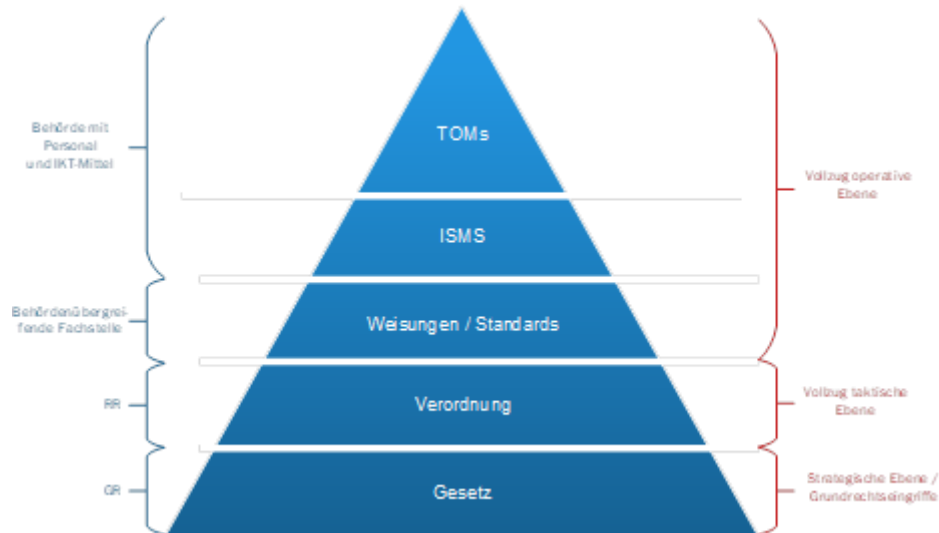 TOMs
Behörde mit
Personal
und IKT-Mittel
Vollzug operative
Ebene
ISMS
Behördenübergrei-
fende Fachstelle
Weisungen / Standards
RR
Verordnung
Vollzug taktische
Ebene
GR
Gesetz
Strategische Ebene /
Grundrechtseingriffe